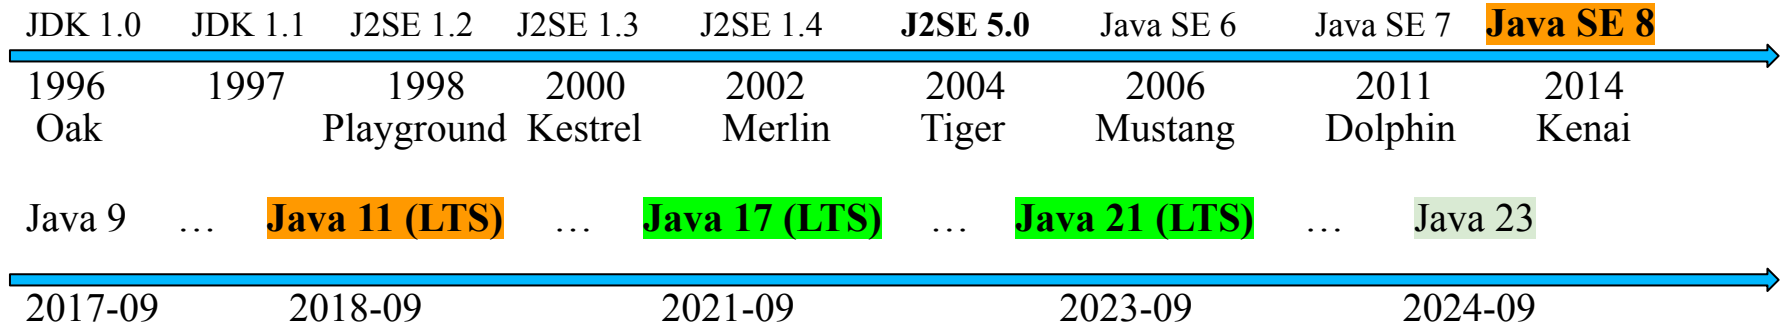 JDK 1.0 JDK 1.1 J2SE 1.2 J2SE 1.3 J2SE 1.4 J2SE 5.0 Java SE 6 Java SE 7 Java SE 8
1996 1997 1998 2000 2002 2004 2006 2011 2014
Oak Playground Kestrel Merlin Tiger Mustang Dolphin Kenai
Java 9 … Java 11 (LTS) … Java 17 (LTS) … Java 21 (LTS) … Java 23
2017-09 2018-09 2021-09 2023-09 2024-09